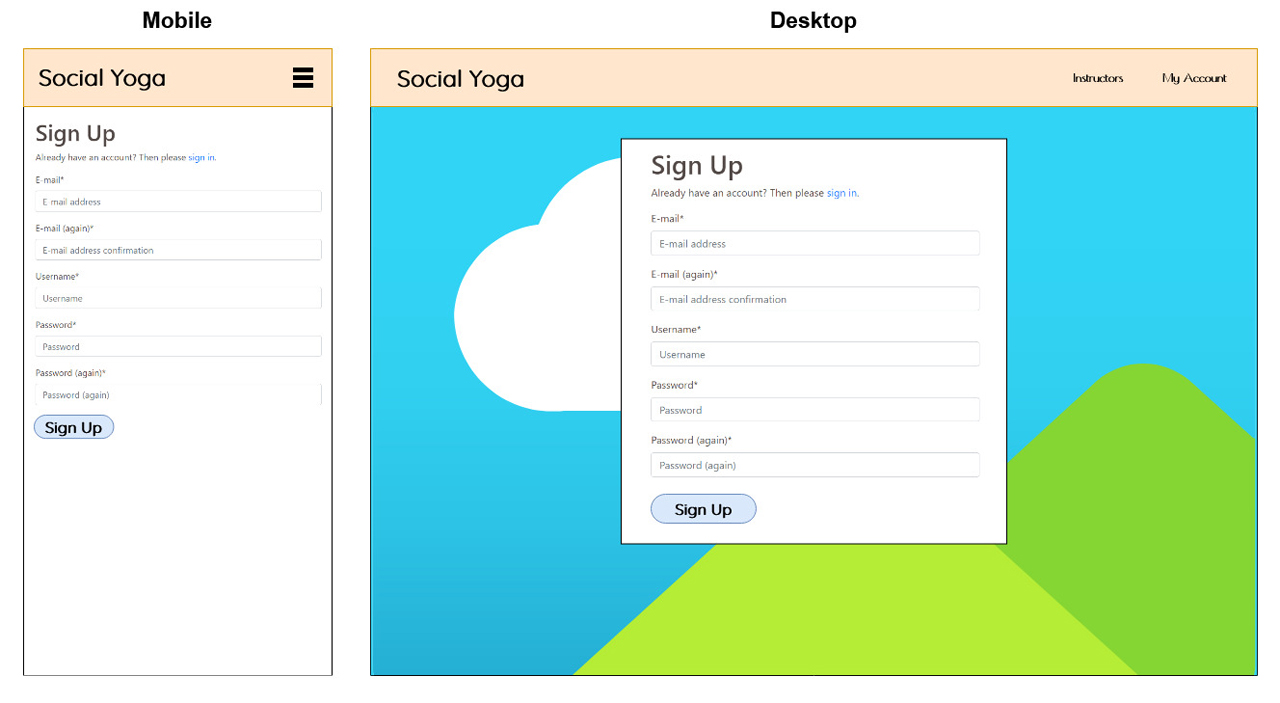 Mobile
Desktop
Social Yoga
Sign Up
Already have an account? Then please sign in.
E-mail*
E-mail address
E-mail (again)*
E-mail address confirmation
Username*
Username
Password*
Password
Password (again)*
Password (again)
Sign Up
Social Yoga
Instructors
My Account
Sign Up
Already have an account? Then please sign in.
E-mail*
E-mail address
E-mail (again)*
E-mail address confirmation
Username*
Username
Password*
Password
Password (again)*
Password (again)
Sign Up